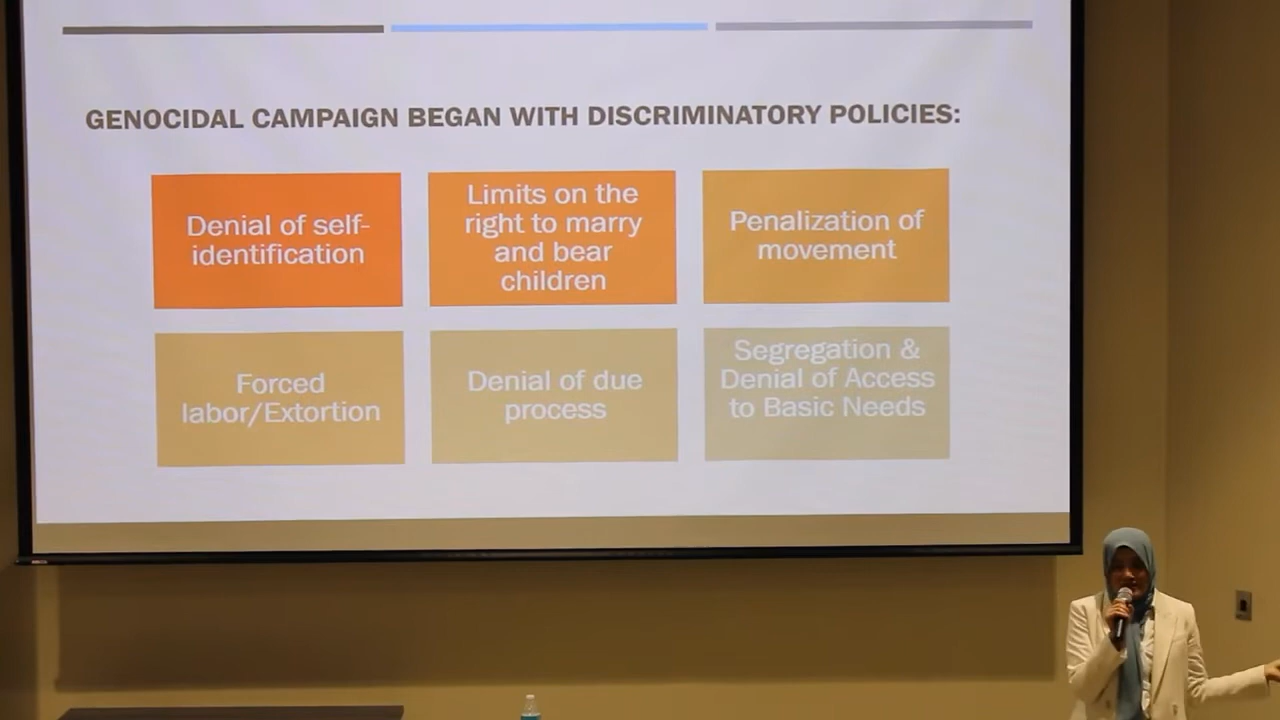 GENOCIDAL CAMPAIGN BEGAN WITH DISCRIMINATORY POLICIES:
Denial of self-
identification
Limits on the
right to marry
and bear
children
Penalization of
movement
Forced
labor/Extortion
Denial of due
process
Segregation &
Denial of Access
to Basic Needs